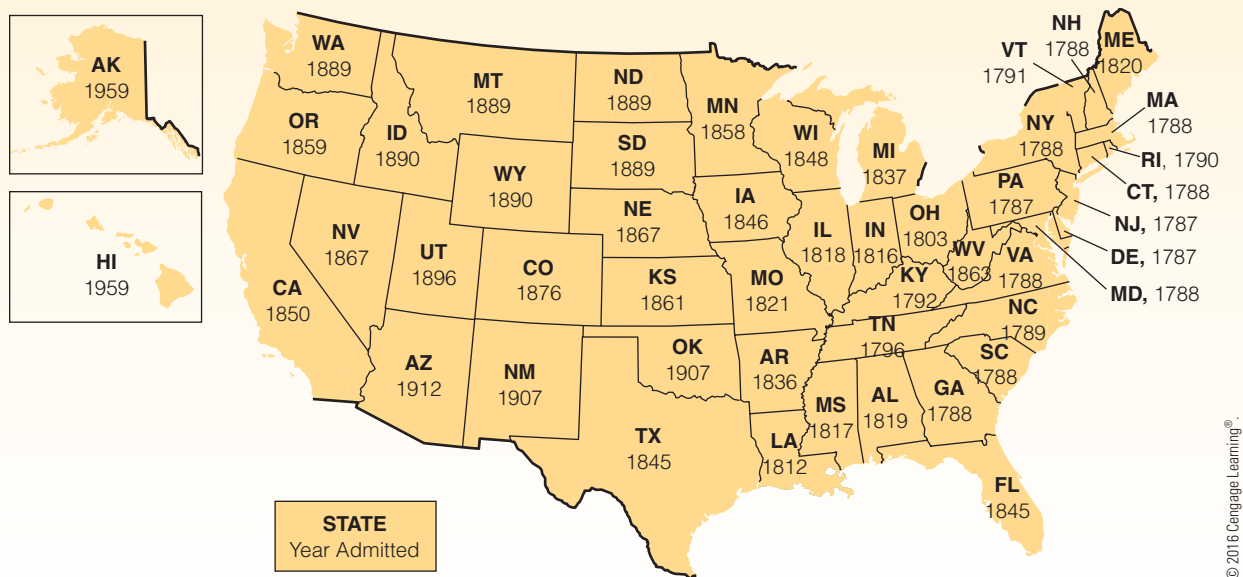 AK
1959
HI
1959
WA
1889
OR
1859
CA
1850
NV
1867
ID
1890
MT
1889
WY
1890
UT
1896
AZ
1912
CO
1876
NM
1907
ND
1889
SD
1889
NE
1867
KS
1861
OK
1907
TX
1845
MN
1858
IA
1846
MO
1821
AR
1836
LA
1812
WI
1848
IL
1818
MI
1837
IN
1816
OH
1803
KY
1792
TN
1796
MS
1817
AL
1819
GA
1788
FL
1845
SC
1788
NC
1789
VA
1788
WV
1863
PA
1787
NY
1788
VT
1791
NH
1788
ME
1820
MA
1788
RI, 1790
CT, 1788
NJ, 1787
DE, 1787
MD, 1788
STATE
Year Admitted
© 2016 Cengage Learning®.